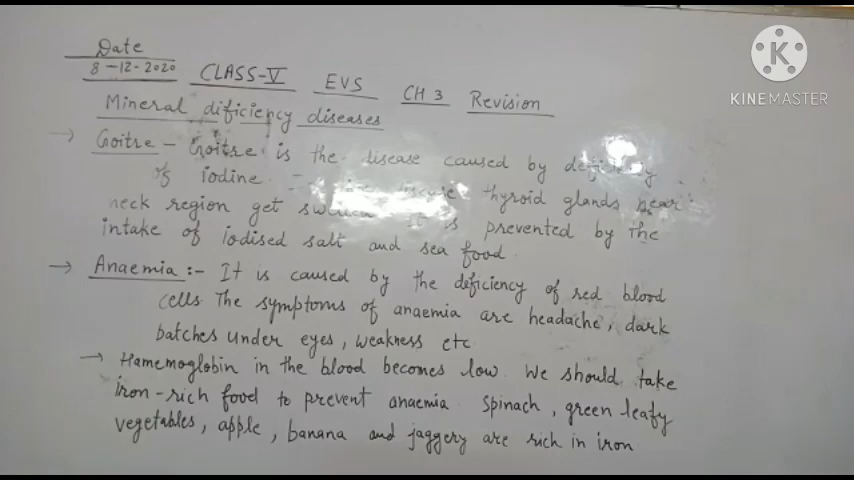 Date
8-12-2020 CLASS-V EVS CH 3 Revision
Mineral dificiency diseases
→ Goitre - Goitre is the disease caused by deficiency
of iodine. disease thyroid glands near
neck region get swollen It is prevented by the
intake of iodised salt and sea food.
→ Anaemia :- It is caused by the deficiency of red blood
cells The symptoms of anaemia are headache, dark
patches under eyes, weakness etc
→ Hamemoglobin in the blood becomes low. We should take
iron-rich food to prevent anaemia Spinach, green leafy
vegetables, apple, banana and jaggery are rich in iron
K
KINEMASTER